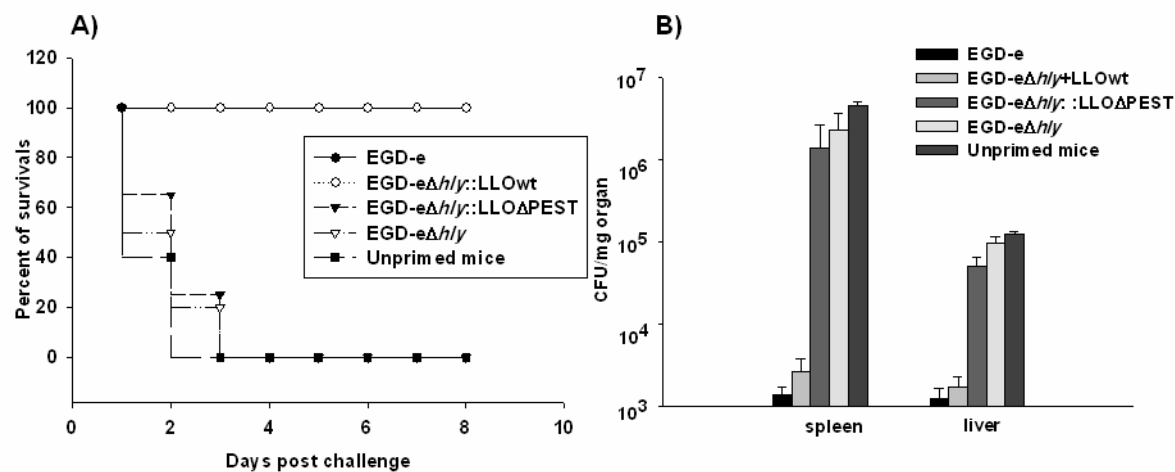 A)
120
100
80
60
40
20
0
Percent of survivals
0 2 4 6 8 10
Days post challenge
EGD-e
EGD-eΔhly::LLOwt
EGD-eΔhly::LLOΔPEST
EGD-eΔhly
Unprimed mice
B)
EGD-e
EGD-eΔhly+LLOwt
EGD-eΔhly: :LLOΔPEST
EGD-eΔhly
Unprimed mice
10⁷
10⁶
10⁵
10⁴
10³
CFU/mg organ
spleen liver